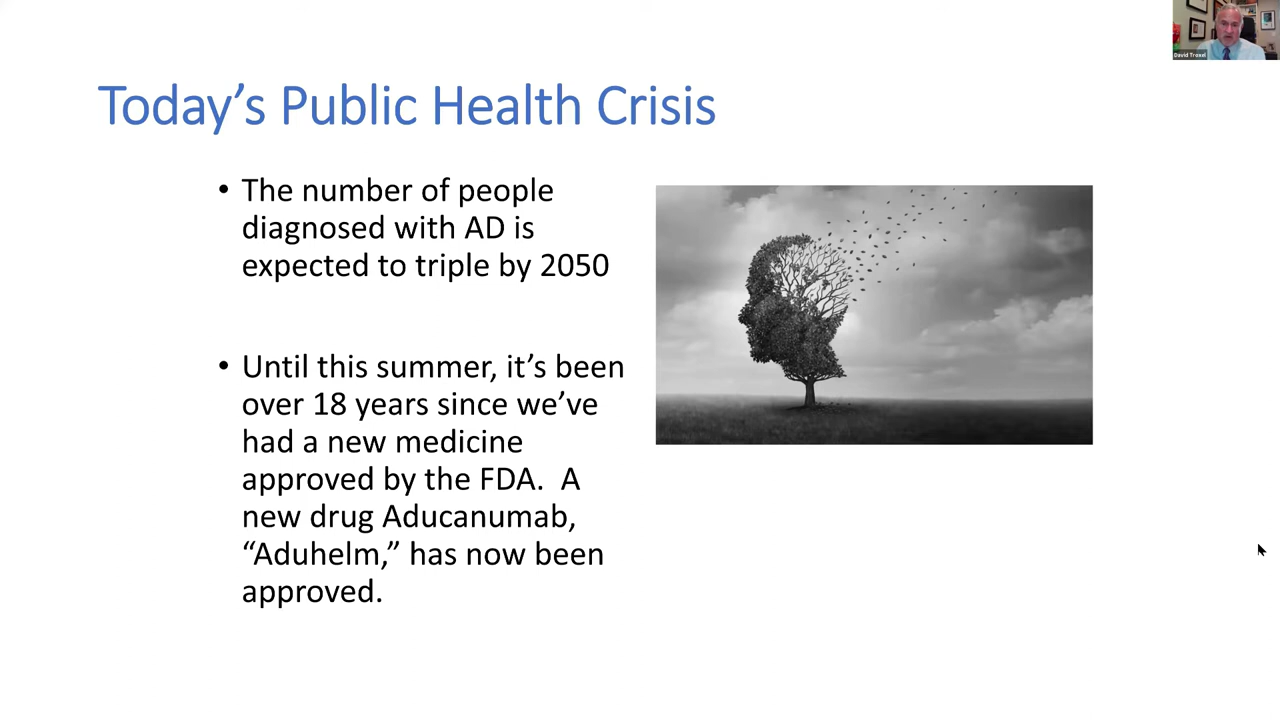 David Troxel
Today’s Public Health Crisis
• The number of people
diagnosed with AD is
expected to triple by 2050
• Until this summer, it’s been
over 18 years since we’ve
had a new medicine
approved by the FDA.  A
new drug Aducanumab,
“Aduhelm,” has now been
approved.